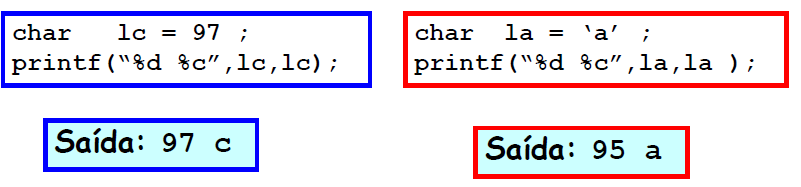 char   lc = 97 ;
printf(“%d %c”,lc,lc);
Saída: 97 c
char  la = ‘a’ ;
printf(“%d %c”,la,la );
Saída: 95 a